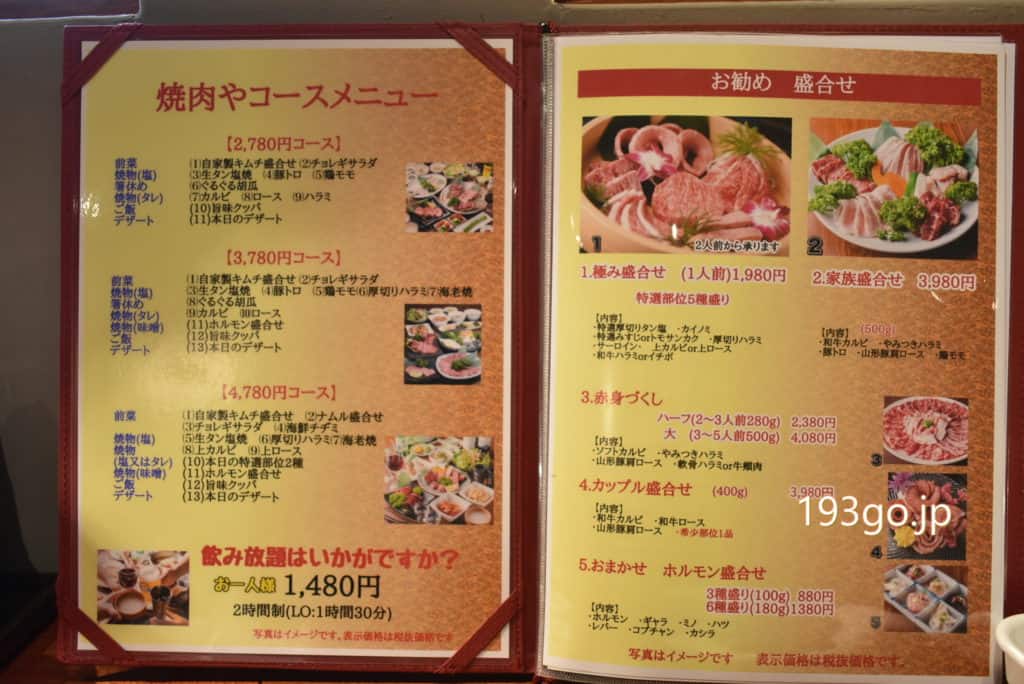 焼肉やコースメニュー
【2,780円コース】
前菜 ⑴自家製キムチ盛合せ ⑵チョレギサラダ
焼物(塩) ⑶生タン塩焼 ⑷豚トロ ⑸鶏モモ
箸休め ⑹ぐるぐる胡瓜
焼物(タレ) ⑺カルビ ⑻ロース ⑼ハラミ
ご飯 (10)旨味クッパ
デザート (11)本日のデザート
【3,780円コース】
前菜 ⑴自家製キムチ盛合せ ⑵チョレギサラダ
焼物(塩) ⑶生タン塩焼 ⑷豚トロ ⑸鶏モモ⑹厚切りハラミ⑺海老焼
箸休め ⑻ぐるぐる胡瓜
焼物(タレ) ⑼カルビ ⑽ロース
焼物(味噌) (11)ホルモン盛合せ
ご飯 (12)旨味クッパ
デザート (13)本日のデザート
【4,780円コース】
前菜 ⑴自家製キムチ盛合せ ⑵ナムル盛合せ
⑶チョレギサラダ ⑷海鮮チヂミ
焼物(塩) ⑸生タン塩焼 ⑹厚切りハラミ⑺海老焼
焼物 ⑻上カルビ ⑼上ロース
(塩又はタレ) (10)本日の特選部位2種
焼物(味噌) (11)ホルモン盛合せ
ご飯 (12)旨味クッパ
デザート (13)本日のデザート
飲み放題はいかがですか?
お一人様 1,480円
2時間制(LO:1時間30分)
写真はイメージです。表示価格は税抜価格です
お勧め 盛合せ
1
2人前から承ります
2
1.極み盛合せ (1人前)1,980円
特選部位5種盛り
【内容】
・特選厚切りタン塩 ・カイノミ
・特選みすじorトモサンカク ・厚切りハラミ
・サーロイン・ 上カルビor上ロース
・和牛ハラミorイチボ
2.家族盛合せ 3,980円
【内容】 (500g)
・和牛カルビ ・やみつきハラミ
・豚トロ ・山形豚肩ロース ・鶏モモ
3.赤身づくし
ハーフ(2~3人前280g) 2,380円
大 (3~5人前500g) 4,080円
【内容】
・ソフトカルビ ・やみつきハラミ
・山形豚肩ロース ・軟骨ハラミor牛頬肉
3
4.カップル盛合せ (400g) 3,980円
【内容】
・和牛カルビ ・和牛ロース
・山形豚肩ロース ・希少部位1品
4
193go.jp
5.おまかせ ホルモン盛合せ
3種盛り(100g) 880円
6種盛り(180g)1380円
【内容】
・ホルモン ・ギャラ ・ミノ ・ハツ
・レバー ・コブチャン ・カシラ
5
写真はイメージです 表示価格は税抜価格です。